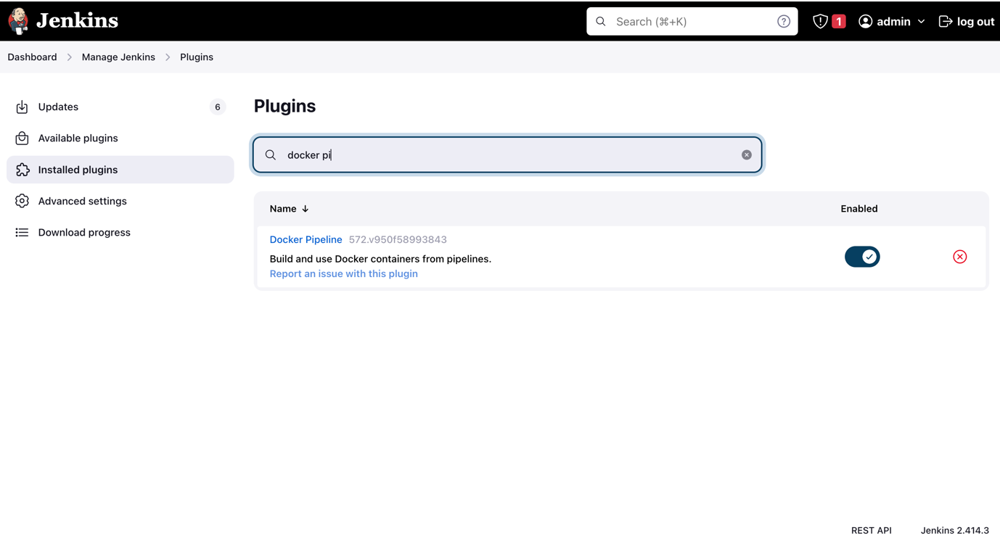 Jenkins
Search (⌘+K)
1
admin
log out
Dashboard
Manage Jenkins
Plugins
Updates
6
Available plugins
Installed plugins
Advanced settings
Download progress
Plugins
docker pi
Name ↓
Enabled
Docker Pipeline 572.v950f58993843
Build and use Docker containers from pipelines.
Report an issue with this plugin
REST API
Jenkins 2.414.3